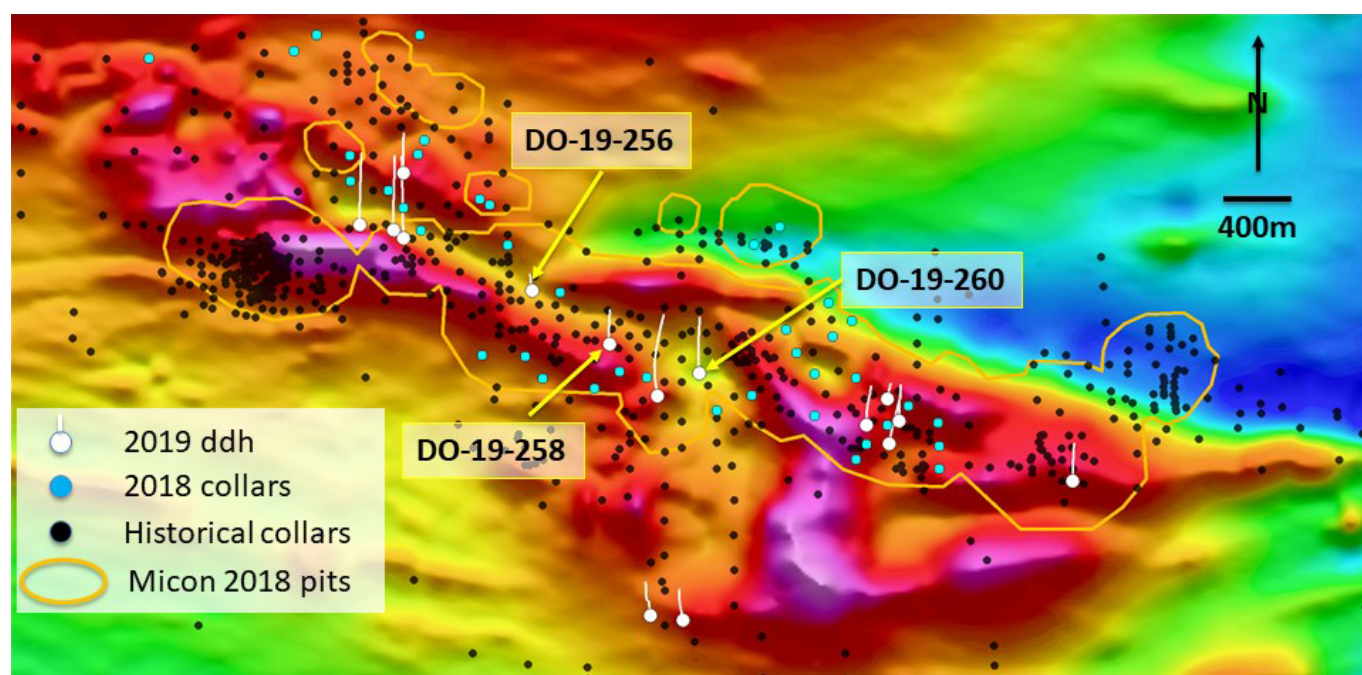 DO-19-256
N
400m
DO-19-260
DO-19-258
2019 ddh
2018 collars
Historical collars
Micon 2018 pits